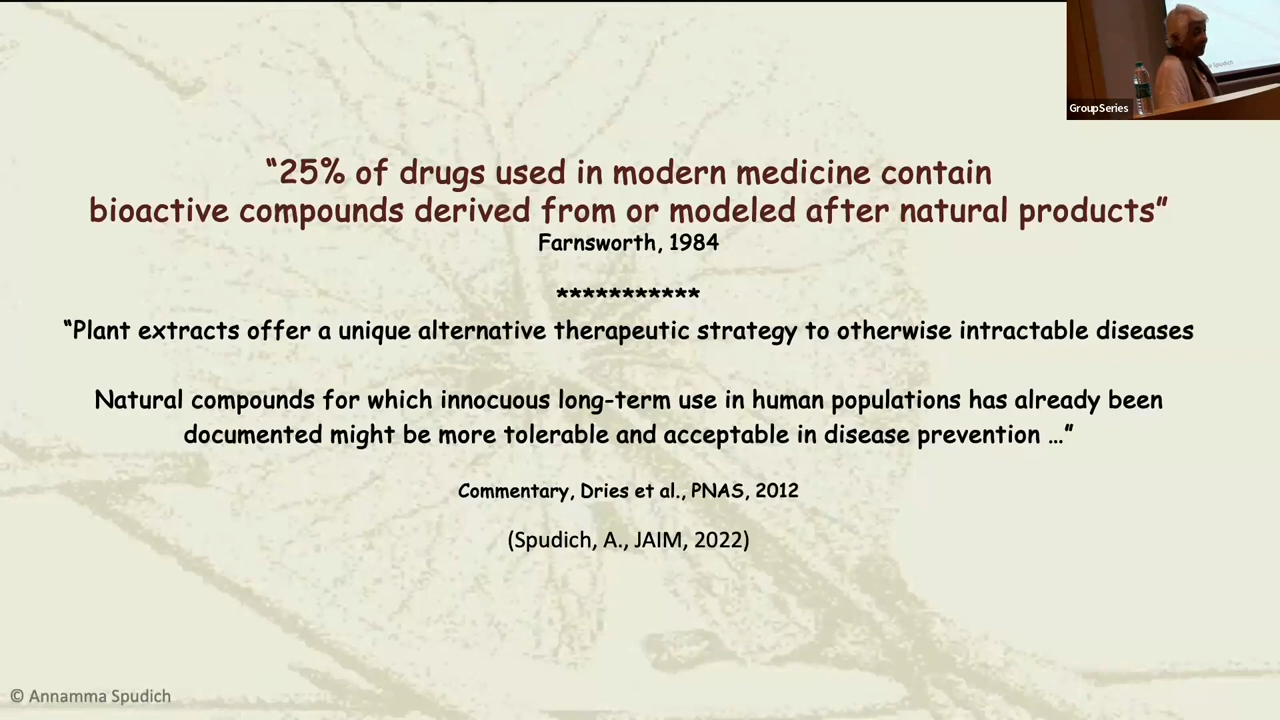 GroupSeries
“25% of drugs used in modern medicine contain
bioactive compounds derived from or modeled after natural products”
Farnsworth, 1984
***********
“Plant extracts offer a unique alternative therapeutic strategy to otherwise intractable diseases
Natural compounds for which innocuous long-term use in human populations has already been
documented might be more tolerable and acceptable in disease prevention …”
Commentary, Dries et al., PNAS, 2012
(Spudich, A., JAIM, 2022)
© Annamma Spudich